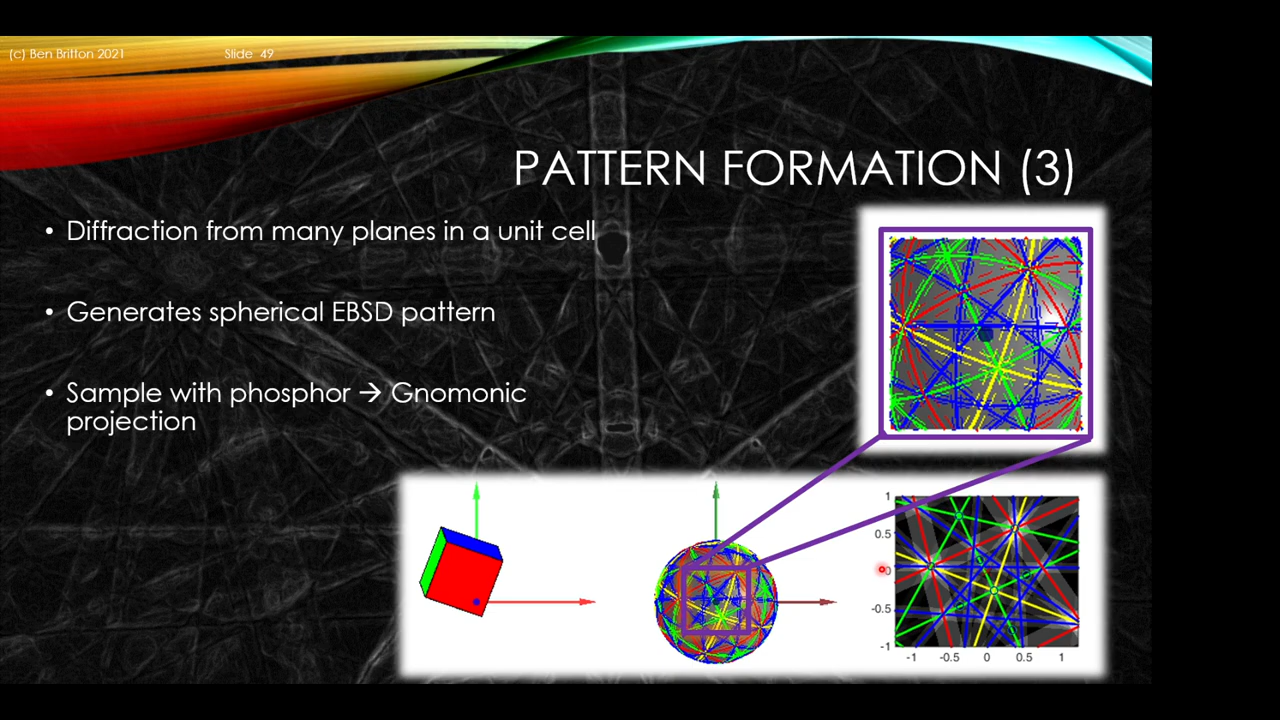 (c) Ben Britton 2021 Slide 49
PATTERN FORMATION (3)
• Diffraction from many planes in a unit cell
• Generates spherical EBSD pattern
• Sample with phosphor → Gnomonic
projection
1
0.5
0
-0.5
-1
-1 -0.5 0 0.5 1